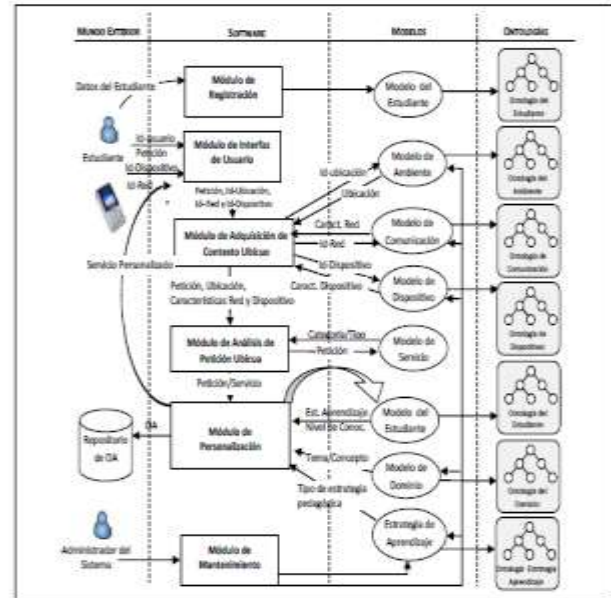 MUNDO EXTERIOR
SOFTWARE
MODELOS
ONTOLOGÍAS
Datos del Estudiante
Módulo de
Registración
Modelo del
Estudiante
Ontología del
Estudiante
Estudiante
Id-usuario
Petición
Id-Dispositivo
Id-Red
Módulo de Interfas
de Usuario
Petición, Id-Ubicación,
Id-Red y Id-Dispositivo
Id-ubicación
Ubicación
Modelo de
Ambiente
Ontología del
Ambiente
Módulo de Adquisición de
Contexto Ubicuo
Caract. Red
Id-Red
Modelo de
Comunicación
Ontología de
Comunicación
Servicio Personalizado
Petición, Ubicación,
Características Red y Dispositivo
Id-Dispositivo
Caract. Dispositivo
Modelo de
Dispositivo
Ontología de
Dispositivo
Módulo de Análisis de
Petición Ubicua
Categoría/Tipo
Petición
Modelo de
Servicio
Petición/Servicio
Repositorio
de OA
OA
Módulo de
Personalización
Est. Aprendizaje
Nivel de Conoc.
Modelo del
Estudiante
Ontología del
Estudiante
Tema/Concepto
Modelo de
Dominio
Ontología del
Tipo de estrategia
pedagógica
Estrategia de
Aprendizaje
Ontología Estrategia
Aprendizaje
Administrador del
Sistema
Módulo de
Mantenimiento